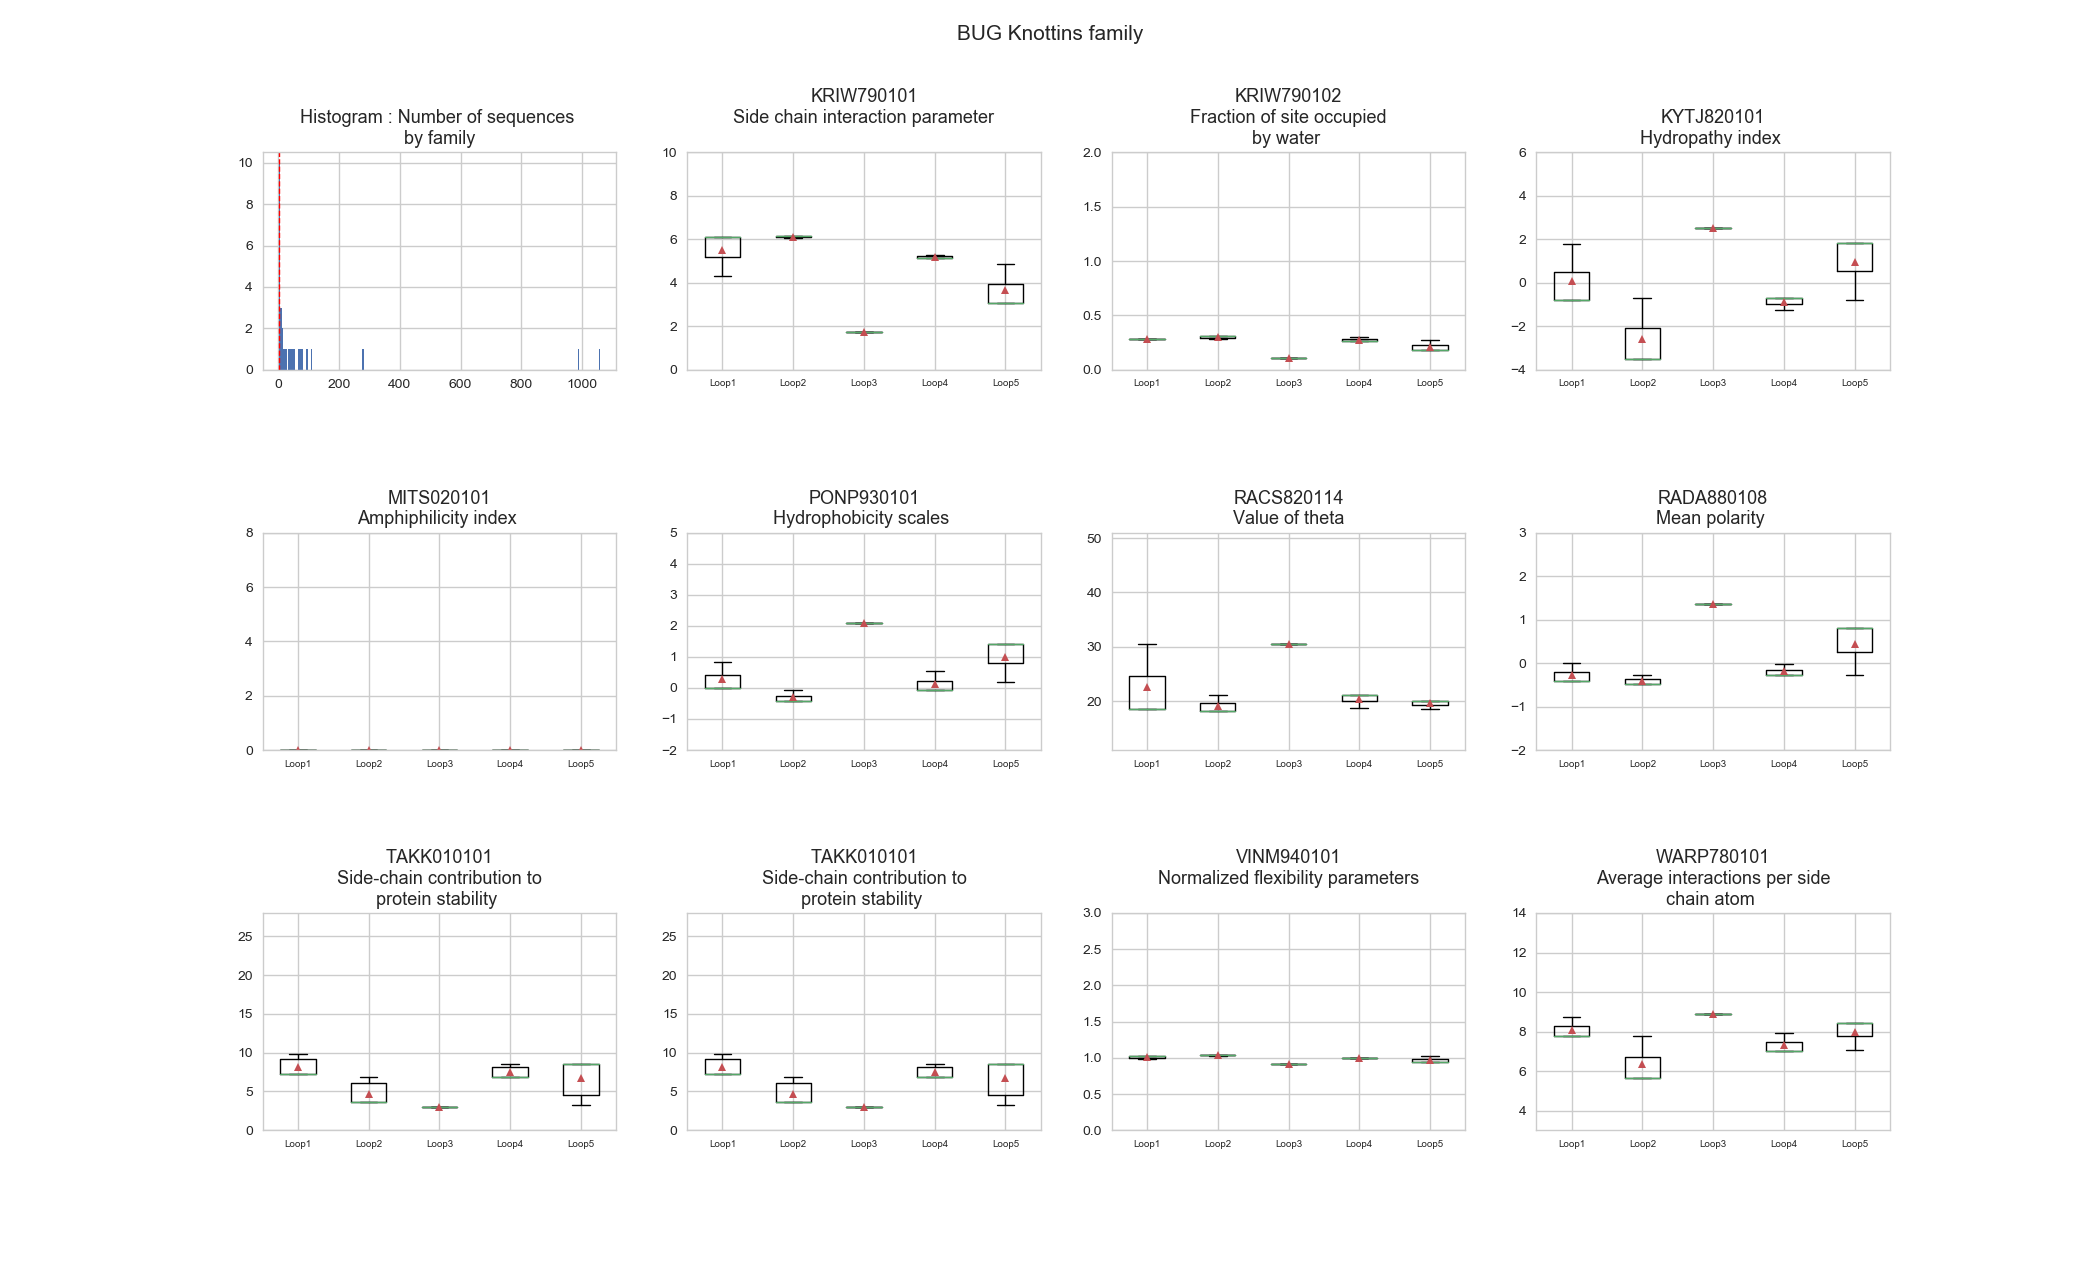 BUG Knottins family
Histogram : Number of sequences
by family
10
8
6
4
2
0
0 200 400 600 800 1000
KRIW790101
Side chain interaction parameter
10
8
6
4
2
0
Loop1 Loop2 Loop3 Loop4 Loop5
KRIW790102
Fraction of site occupied
by water
2.0
1.5
1.0
0.5
0.0
Loop1 Loop2 Loop3 Loop4 Loop5
KYTJ820101
Hydropathy index
6
4
2
0
−2
−4
Loop1 Loop2 Loop3 Loop4 Loop5
MITS020101
Amphiphilicity index
8
6
4
2
0
Loop1 Loop2 Loop3 Loop4 Loop5
PONP930101
Hydrophobicity scales
5
4
3
2
1
0
−1
−2
Loop1 Loop2 Loop3 Loop4 Loop5
RACS820114
Value of theta
50
40
30
20
Loop1 Loop2 Loop3 Loop4 Loop5
RADA880108
Mean polarity
3
2
1
0
−1
−2
Loop1 Loop2 Loop3 Loop4 Loop5
TAKK010101
Side-chain contribution to
protein stability
25
20
15
10
5
0
Loop1 Loop2 Loop3 Loop4 Loop5
TAKK010101
Side-chain contribution to
protein stability
25
20
15
10
5
0
Loop1 Loop2 Loop3 Loop4 Loop5
VINM940101
Normalized flexibility parameters
3.0
2.5
2.0
1.5
1.0
0.5
0.0
Loop1 Loop2 Loop3 Loop4 Loop5
WARP780101
Average interactions per side
chain atom
14
12
10
8
6
4
Loop1 Loop2 Loop3 Loop4 Loop5